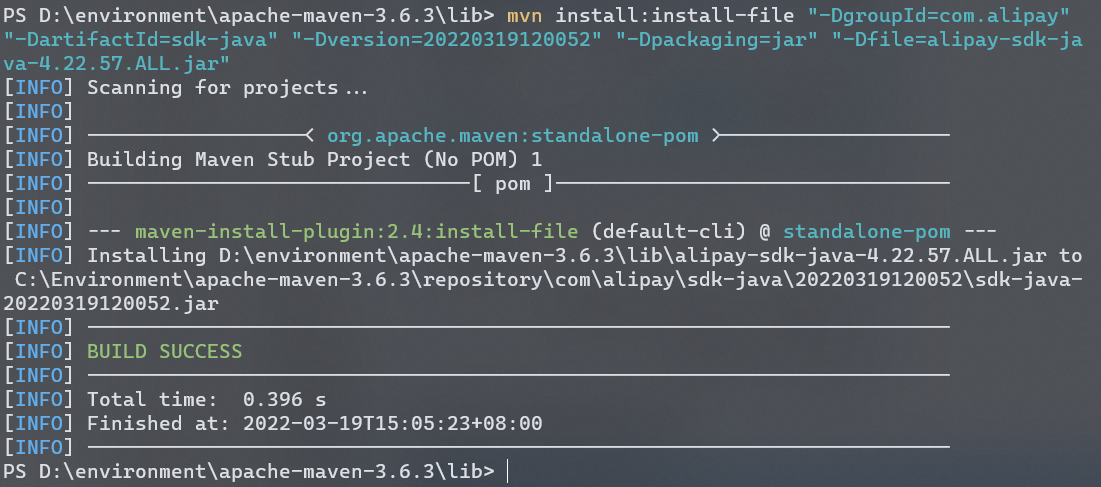 PS D:\environment\apache-maven-3.6.3\lib> mvn install:install-file "-DgroupId=com.alipay"
"-DartifactId=sdk-java" "-Dversion=20220319120052" "-Dpackaging=jar" "-Dfile=alipay-sdk-ja
va-4.22.57.ALL.jar"
[INFO] Scanning for projects...
[INFO]
[INFO] ------------------< org.apache.maven:standalone-pom >-------------------
[INFO] Building Maven Stub Project (No POM) 1
[INFO] --------------------------------[ pom ]---------------------------------
[INFO]
[INFO] --- maven-install-plugin:2.4:install-file (default-cli) @ standalone-pom ---
[INFO] Installing D:\environment\apache-maven-3.6.3\lib\alipay-sdk-java-4.22.57.ALL.jar to
 C:\Environment\apache-maven-3.6.3\repository\com\alipay\sdk-java\20220319120052\sdk-java-
20220319120052.jar
[INFO] ------------------------------------------------------------------------
[INFO] BUILD SUCCESS
[INFO] ------------------------------------------------------------------------
[INFO] Total time:  0.396 s
[INFO] Finished at: 2022-03-19T15:05:23+08:00
[INFO] ------------------------------------------------------------------------
PS D:\environment\apache-maven-3.6.3\lib>